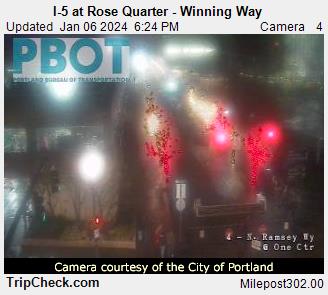 I-5 at Rose Quarter - Winning Way
Updated Jan 06 2024 6:24 PM Camera 4
PBOT
PORTLAND BUREAU OF TRANSPORTATION
4 - N. Ramsey Wy
@ One Ctr
Camera courtesy of the City of Portland
TripCheck.com Milepost302.00